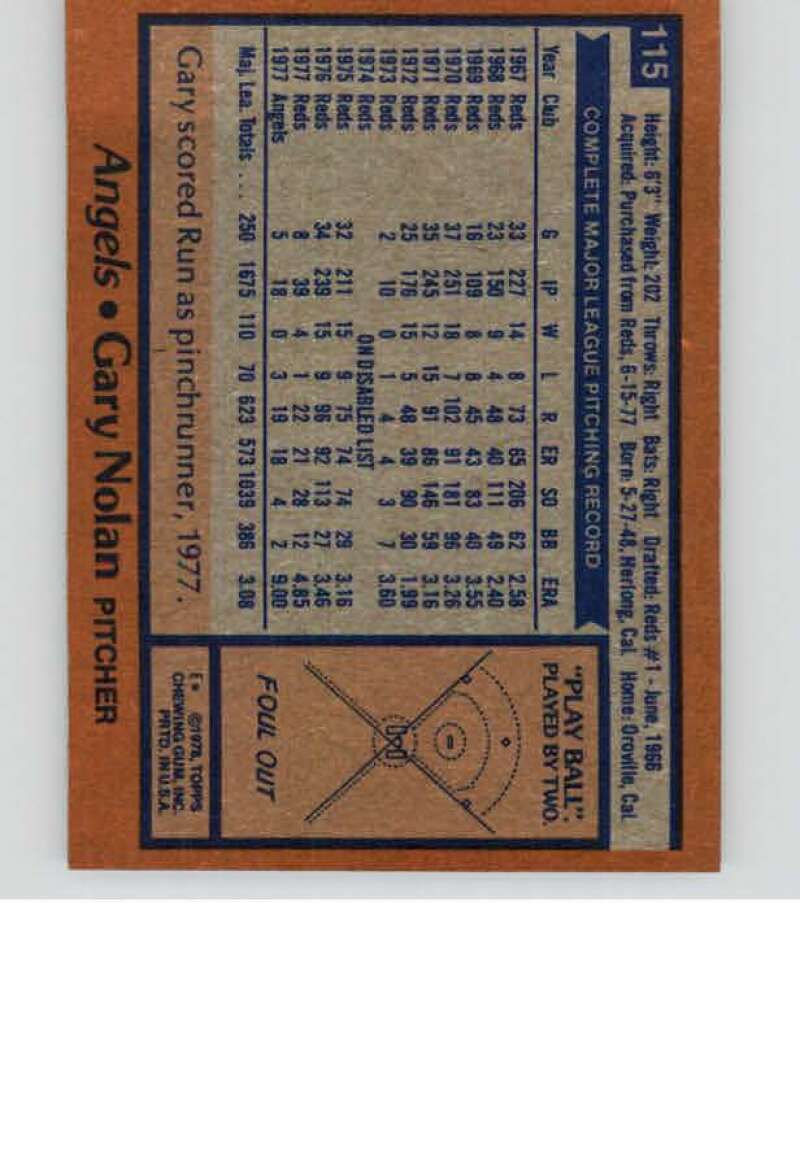 115
Height: 6'3" Weight: 202 Throws: Right Bats: Right Drafted: Reds #1 - June, 1966
Acquired: Purchased from Reds, 6-15-77 Born: 5-27-48, Herlong, Cal. Home: Oroville, Cal.
COMPLETE MAJOR LEAGUE PITCHING RECORD
Year Club G IP W L R ER SO BB ERA
1967 Reds 33 227 14 8 73 65 206 62 2.58
1968 Reds 23 150 9 4 48 40 111 49 2.40
1969 Reds 16 109 8 8 45 43 83 40 3.55
1970 Reds 37 251 18 7 102 91 181 96 3.26
1971 Reds 35 245 12 15 91 86 146 59 3.16
1972 Reds 25 176 15 5 48 39 90 30 1.99
1973 Reds 2 10 0 1 4 4 3 7 3.60
1974 Reds ON DISABLED LIST
1975 Reds 32 211 15 9 75 74 74 29 3.16
1976 Reds 34 239 15 9 96 92 113 27 3.46
1977 Reds 8 39 4 1 22 21 28 12 4.85
1977 Angels 5 18 0 3 19 18 4 2 9.00
Maj. Lea. Totals . . . 250 1675 110 70 623 573 1039 386 3.08
Gary scored Run as pinchrunner, 1977.
"PLAY BALL":
PLAYED BY TWO.
FOUL OUT
E* ©1978, TOPPS
CHEWING GUM, INC.
PRTD. IN U.S.A.
Angels • Gary Nolan PITCHER